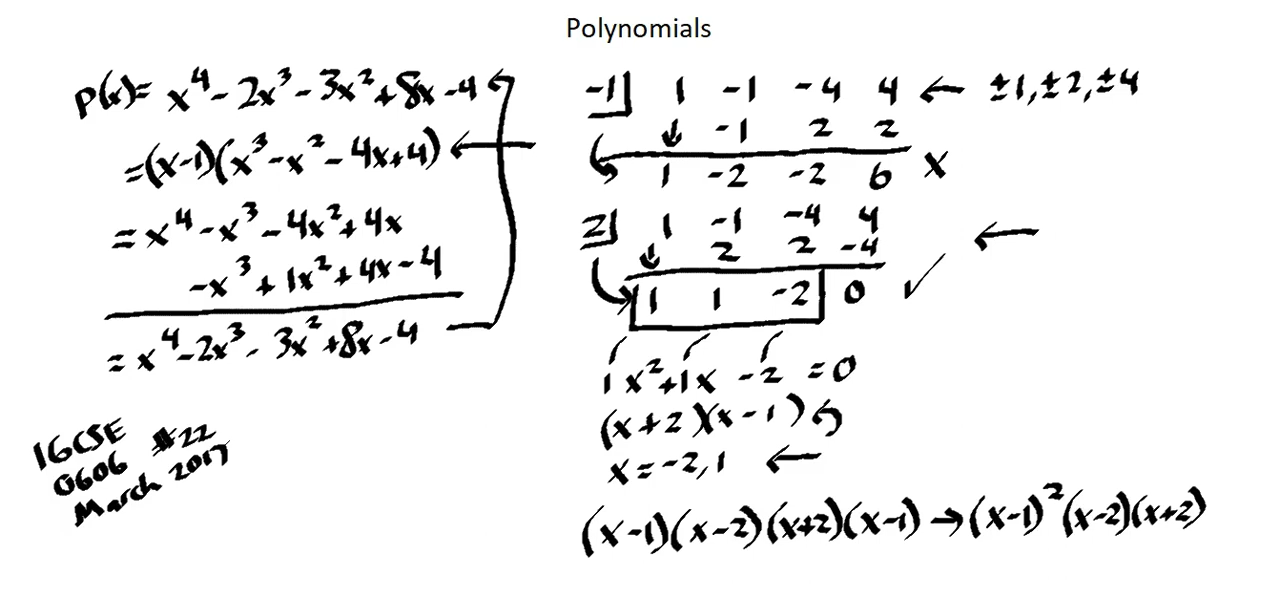 Polynomials
P(x)= x⁴ - 2x³ - 3x² + 8x - 4
=(x-1)(x³ - x² - 4x + 4)
= x⁴ - x³ - 4x² + 4x
-x³ + 1x² + 4x - 4
= x⁴ - 2x³ - 3x² + 8x - 4
IGCSE
0606 #22
March 2017
-1] 1 -1 -4 4 ← ±1, ±2, ±4
↓ -1 2 2
1 -2 -2 6 X
2] 1 -1 -4 4 ←
↓ 2 2 -4
1 1 -2 0 ✓
1x² + 1x - 2 = 0
(x+2)(x-1)
x = -2, 1 ←
(x-1)(x-2)(x+2)(x-1) → (x-1)²(x-2)(x+2)